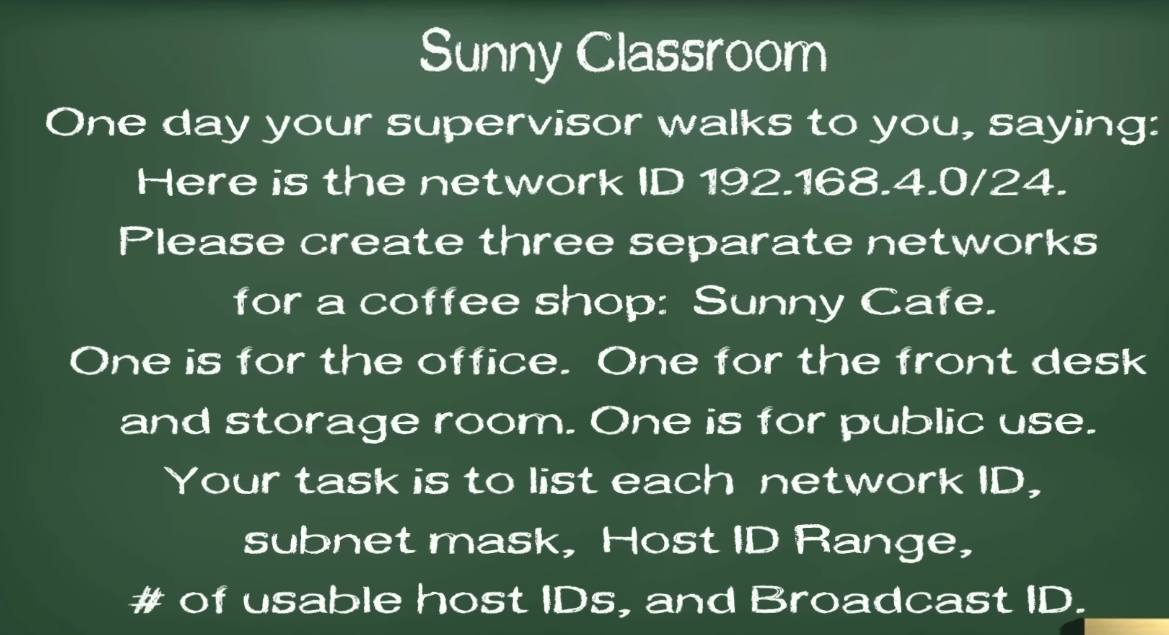 Sunny Classroom
One day your supervisor walks to you, saying:
Here is the network ID 192.168.4.0/24.
Please create three separate networks
for a coffee shop:  Sunny Cafe.
One is for the office.  One for the front desk
and storage room. One is for public use.
Your task is to list each  network ID,
subnet mask,  Host ID Range,
# of usable host IDs, and Broadcast ID.